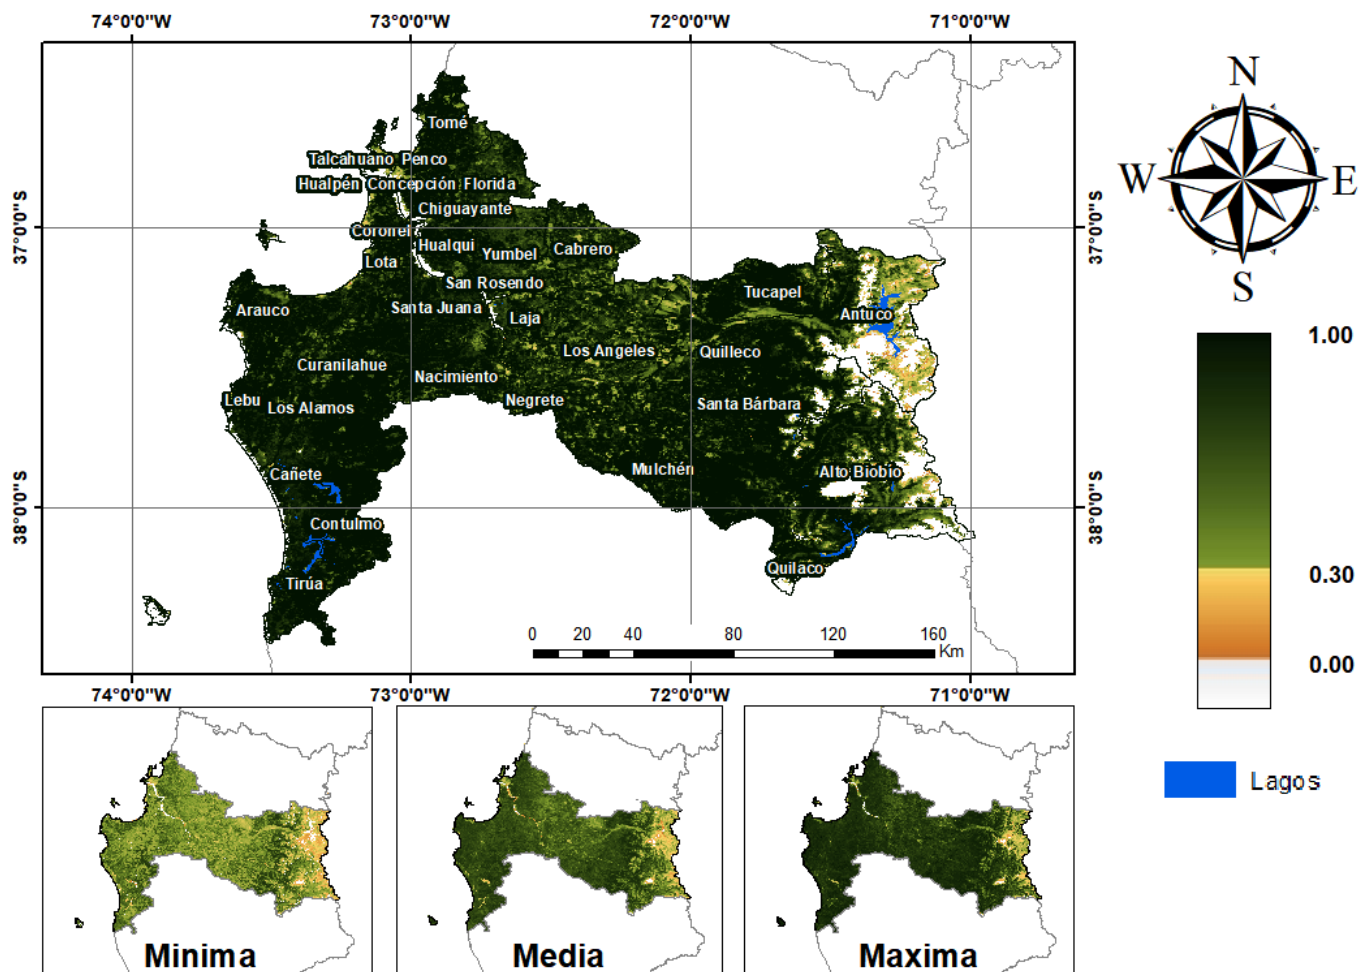 74°0'0"W 73°0'0"W 72°0'0"W 71°0'0"W
N
W E
S
37°0'0"S
37°0'0"S
38°0'0"S
38°0'0"S
Tomé
Talcahuano Penco
Hualpén Concepción Florida
Chiguayante
Coronel
Hualqui
Yumbel
Cabrero
Lota
San Rosendo
Tucapel
Arauco
Santa Juana
Laja
Antuco
Los Angeles
Quilleco
Curanilahue
Nacimiento
Lebu
Los Alamos
Negrete
Santa Bárbara
Cañete
Mulchén
Alto Biobío
Contulmo
Quilaco
Tirúa
0 20 40 80 120 160
Km
74°0'0"W 73°0'0"W 72°0'0"W 71°0'0"W
1.00
0.30
0.00
Lagos
Minima
Media
Maxima